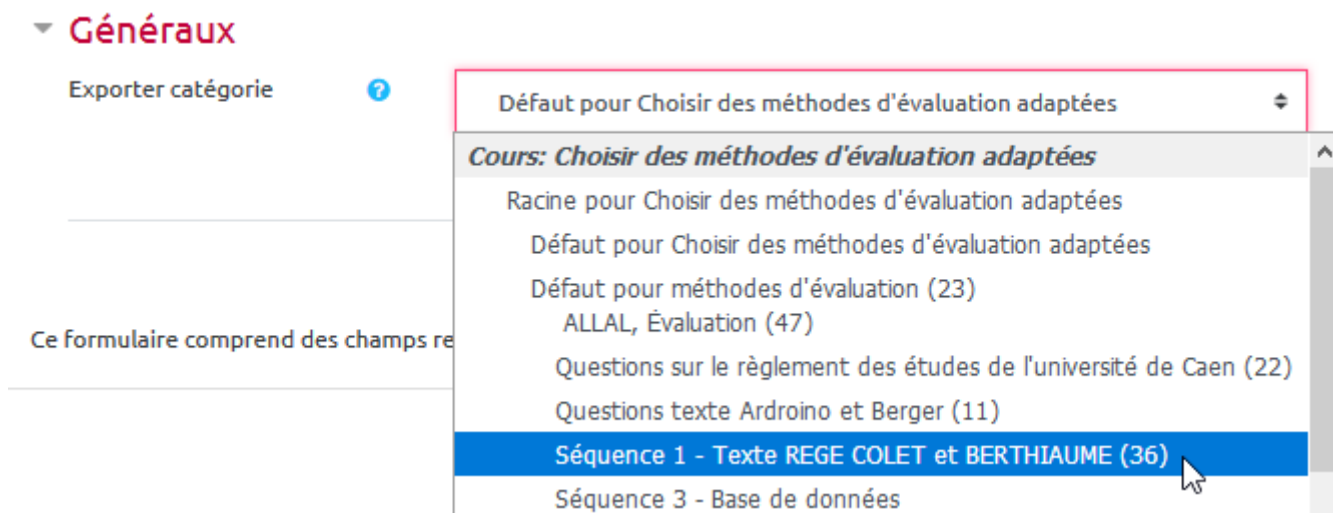 Généraux
Exporter catégorie
Défaut pour Choisir des méthodes d'évaluation adaptées
Cours: Choisir des méthodes d'évaluation adaptées
Racine pour Choisir des méthodes d'évaluation adaptées
Défaut pour Choisir des méthodes d'évaluation adaptées
Défaut pour méthodes d'évaluation (23)
ALLAL, Évaluation (47)
Ce formulaire comprend des champs re
Questions sur le règlement des études de l'université de Caen (22)
Questions texte Ardroino et Berger (11)
Séquence 1 - Texte REGE COLET et BERTHIAUME (36)
Séquence 3 - Base de données